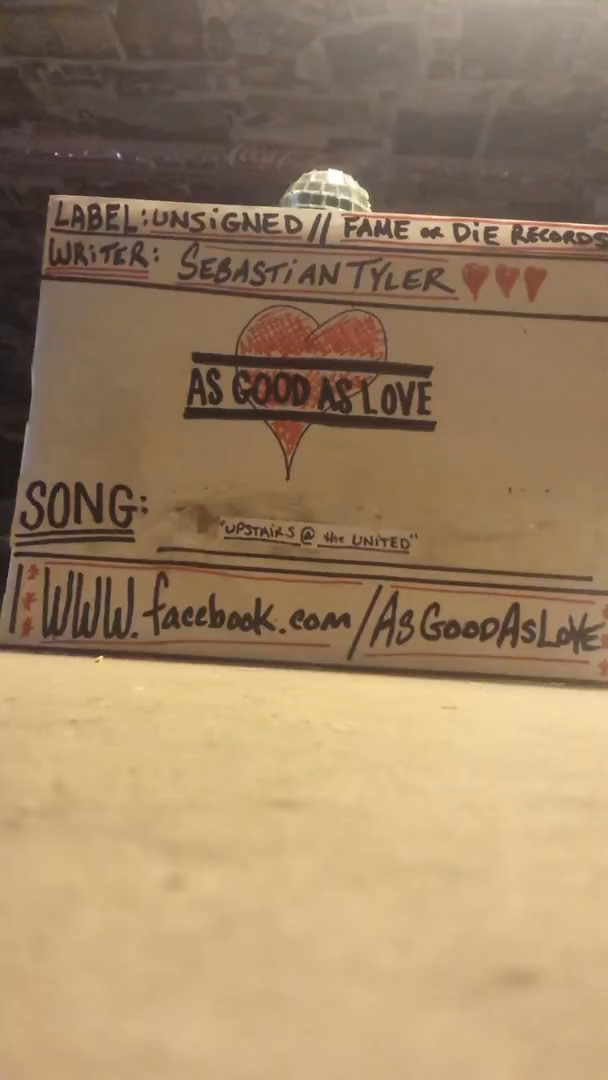 LABEL: UNSiGNED // FAME or DiE RECORDS
WRiTER: SEBASTiAN TYLER
AS GOOD AS LOVE
SONG:
"UPSTAiRS @ the UNiTED"
WWW.facebook.com/AsGoodAsLoVE